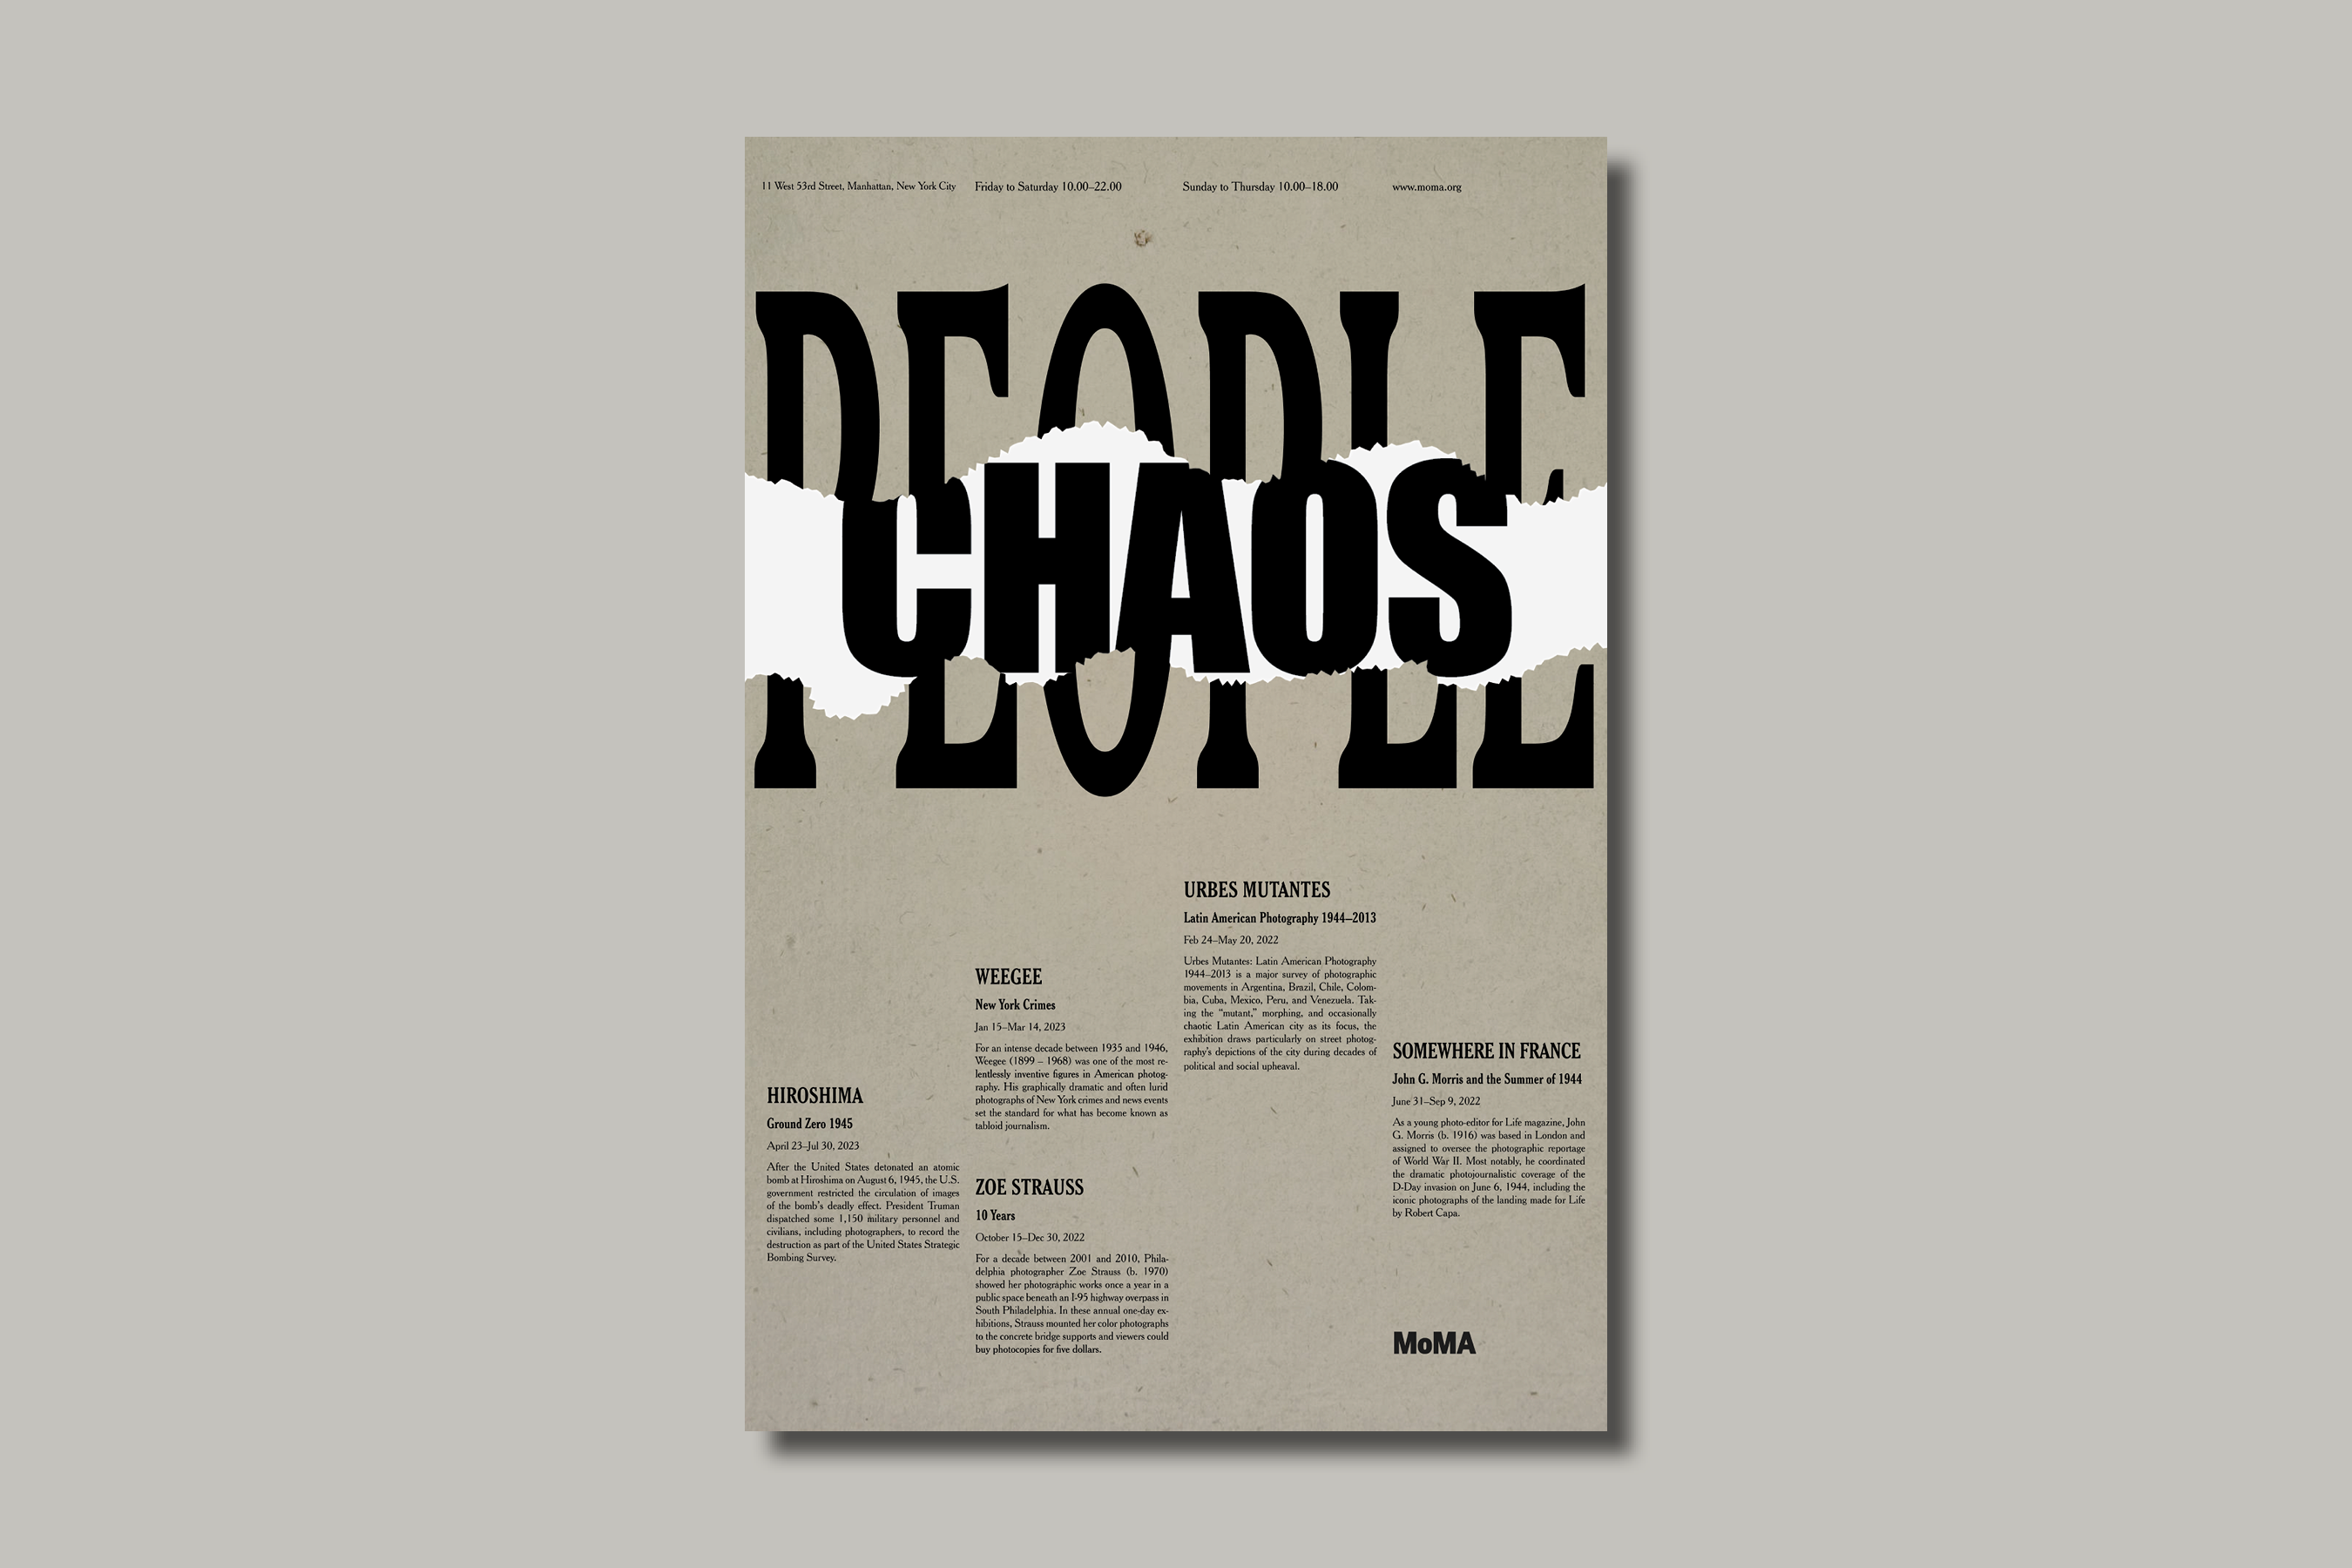 11 West 53rd Street, Manhattan, New York City
Friday to Saturday 10.00–22.00
Sunday to Thursday 10.00–18.00
www.moma.org
PEOPLE
CHAOS
HIROSHIMA
Ground Zero 1945
April 23–Jul 30, 2023
After the United States detonated an atomic
bomb at Hiroshima on August 6, 1945, the U.S.
government restricted the circulation of images
of the bomb's deadly effect. President Truman
dispatched some 1,150 military personnel and
civilians, including photographers, to record the
destruction as part of the United States Strategic
Bombing Survey.
WEEGEE
New York Crimes
Jan 15–Mar 14, 2023
For an intense decade between 1935 and 1946,
Weegee (1899 – 1968) was one of the most re-
lentlessly inventive figures in American photog-
raphy. His graphically dramatic and often lurid
photographs of New York crimes and news events
set the standard for what has become known as
tabloid journalism.
ZOE STRAUSS
10 Years
October 15–Dec 30, 2022
For a decade between 2001 and 2010, Phila-
delphia photographer Zoe Strauss (b. 1970)
showed her photographic works once a year in a
public space beneath an I-95 highway overpass in
South Philadelphia. In these annual one-day ex-
hibitions, Strauss mounted her color photographs
to the concrete bridge supports and viewers could
buy photocopies for five dollars.
URBES MUTANTES
Latin American Photography 1944–2013
Feb 24–May 20, 2022
Urbes Mutantes: Latin American Photography
1944–2013 is a major survey of photographic
movements in Argentina, Brazil, Chile, Colom-
bia, Cuba, Mexico, Peru, and Venezuela. Tak-
ing the “mutant,” morphing, and occasionally
chaotic Latin American city as its focus, the
exhibition draws particularly on street photog-
raphy's depictions of the city during decades of
political and social upheaval.
SOMEWHERE IN FRANCE
John G. Morris and the Summer of 1944
June 31–Sep 9, 2022
As a young photo-editor for Life magazine, John
G. Morris (b. 1916) was based in London and
assigned to oversee the photographic reportage
of World War II. Most notably, he coordinated
the dramatic photojournalistic coverage of the
D-Day invasion on June 6, 1944, including the
iconic photographs of the landing made for Life
by Robert Capa.
MoMA